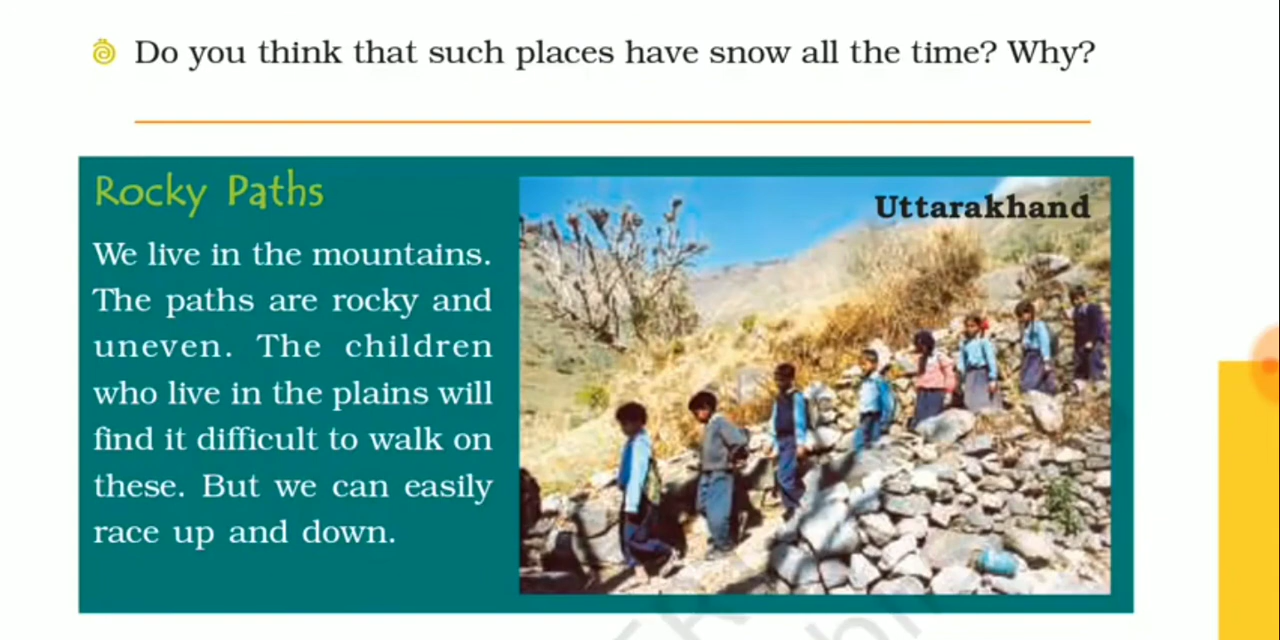 Do you think that such places have snow all the time? Why?
Rocky Paths
We live in the mountains.
The paths are rocky and
uneven. The children
who live in the plains will
find it difficult to walk on
these. But we can easily
race up and down.
Uttarakhand